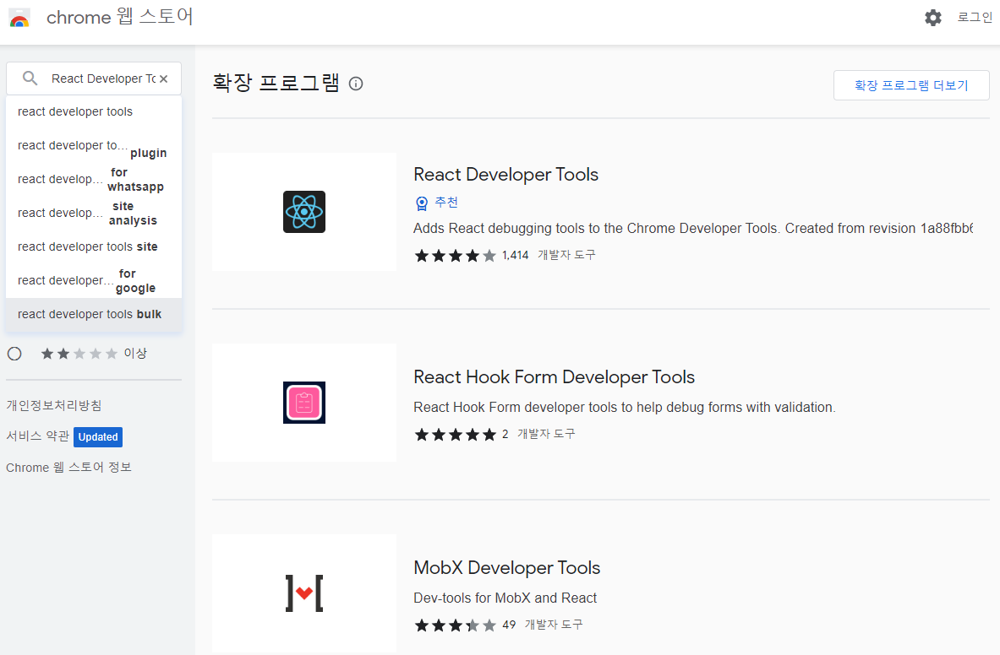 chrome 웹 스토어
로그인
React Developer To
react developer tools
react developer to... plugin
react develop... for whatsapp
react develop... site analysis
react developer tools site
react developer... for google
react developer tools bulk
이상
개인정보처리방침
서비스 약관 Updated
Chrome 웹 스토어 정보
확장 프로그램
확장 프로그램 더보기
React Developer Tools
추천
Adds React debugging tools to the Chrome Developer Tools. Created from revision 1a88fbb6
1,414 개발자 도구
React Hook Form Developer Tools
React Hook Form developer tools to help debug forms with validation.
2 개발자 도구
MobX Developer Tools
Dev-tools for MobX and React
49 개발자 도구